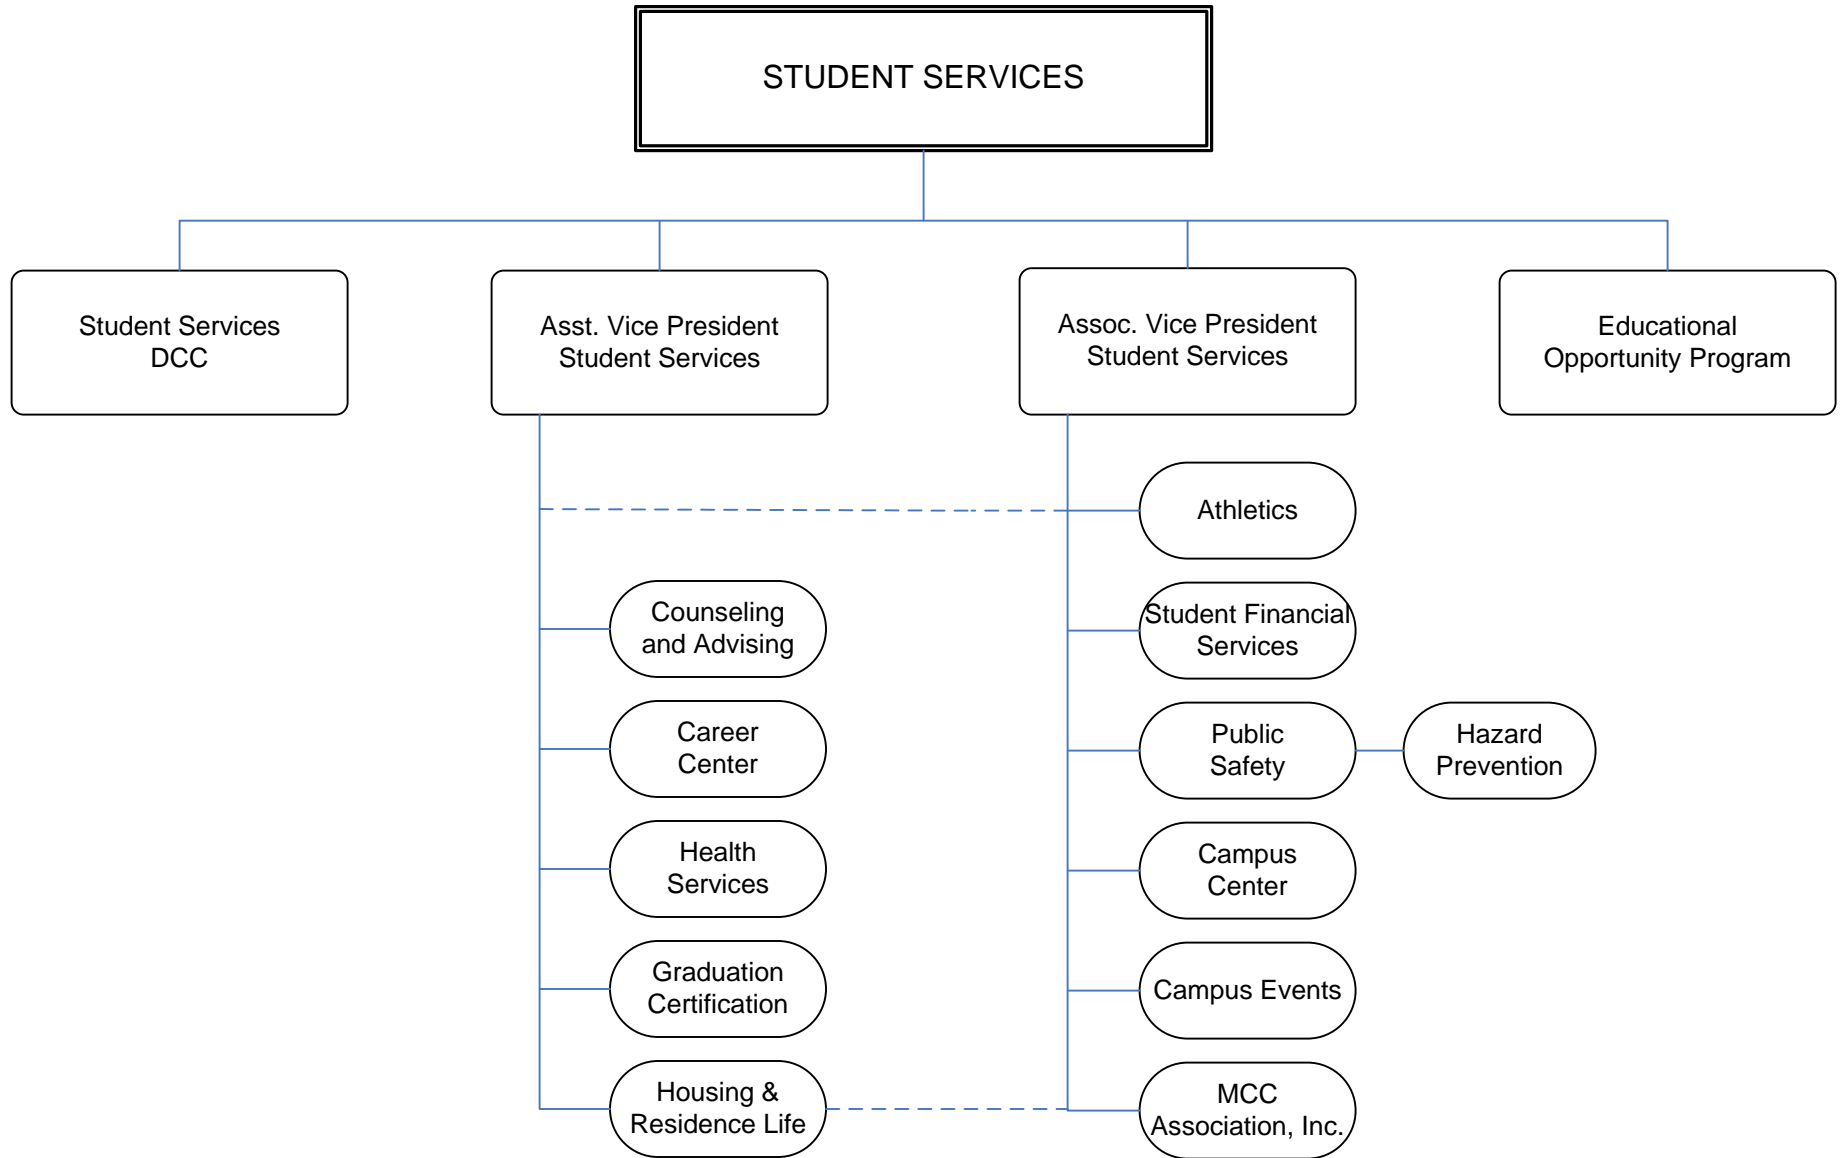 STUDENT SERVICES
Student Services
DCC
Asst. Vice President
Student Services
Assoc. Vice President
Student Services
Educational
Opportunity Program
Athletics
Counseling
and Advising
Student Financial
Services
Career
Center
Public
Safety
Hazard
Prevention
Health
Services
Campus
Center
Graduation
Certification
Campus Events
Housing &
Residence Life
MCC
Association, Inc.